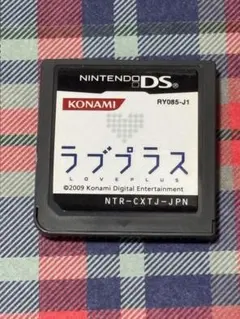 NINTENDO DS
KONAMI
RY085-J1
ラブプラス
LOVEPLUS
©2009 Konami Digital Entertainment
NTR-CXTJ-JPN